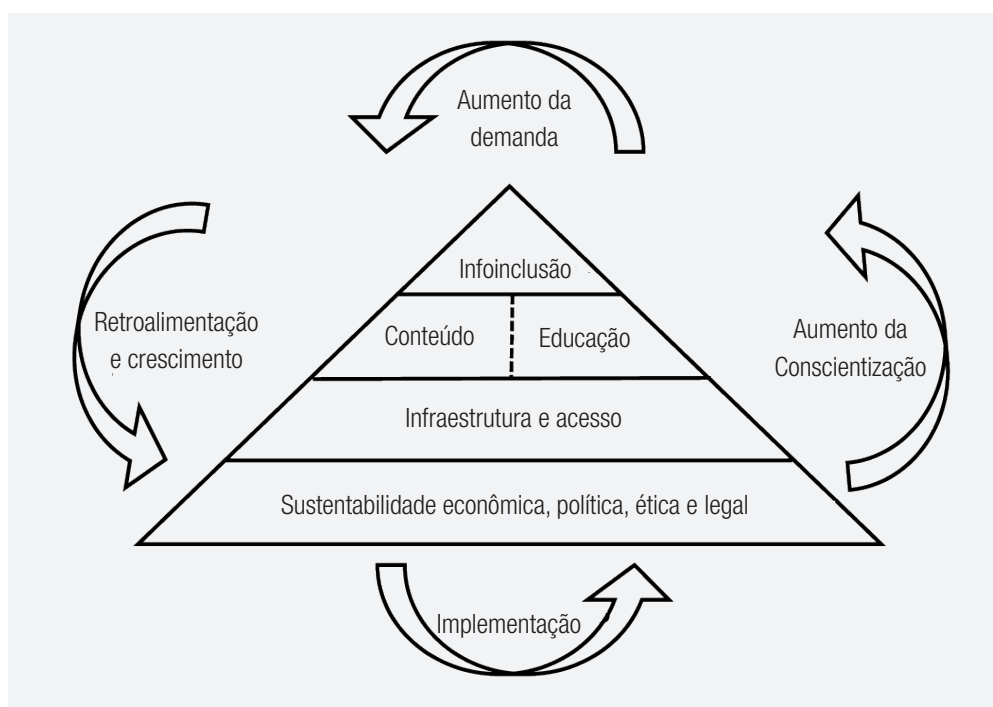 Aumento da
demanda
Infoinclusão
Conteúdo
Educação
Retroalimentação
e crescimento
Aumento da
Conscientização
Infraestrutura e acesso
Sustentabilidade econômica, política, ética e legal
Implementação